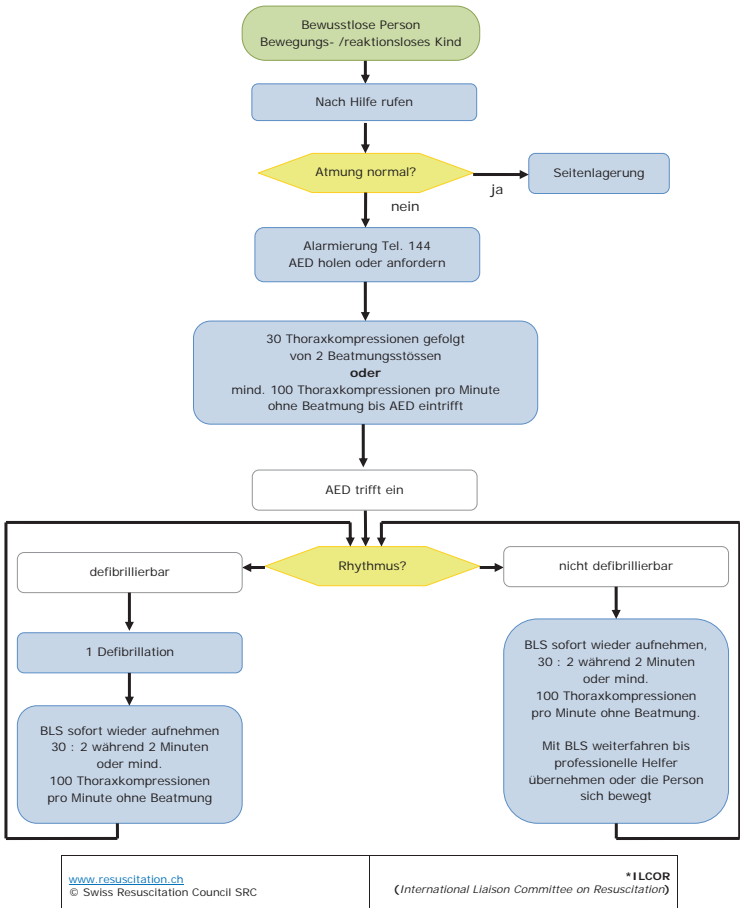 Bewusstlose Person
Bewegungs- /reaktionsloses Kind
Nach Hilfe rufen
Atmung normal?
ja
Seitenlagerung
nein
Alarmierung Tel. 144
AED holen oder anfordern
30 Thoraxkompressionen gefolgt
von 2 Beatmungsstössen
oder
mind. 100 Thoraxkompressionen pro Minute
ohne Beatmung bis AED eintrifft
AED trifft ein
Rhythmus?
defibrillierbar
1 Defibrillation
BLS sofort wieder aufnehmen
30 : 2 während 2 Minuten
oder mind.
100 Thoraxkompressionen
pro Minute ohne Beatmung
nicht defibrillierbar
BLS sofort wieder aufnehmen,
30 : 2 während 2 Minuten
oder mind.
100 Thoraxkompressionen
pro Minute ohne Beatmung.
Mit BLS weiterfahren bis
professionelle Helfer
übernehmen oder die Person
sich bewegt
www.resuscitation.ch
© Swiss Resuscitation Council SRC
*ILCOR
(International Liaison Committee on Resuscitation)